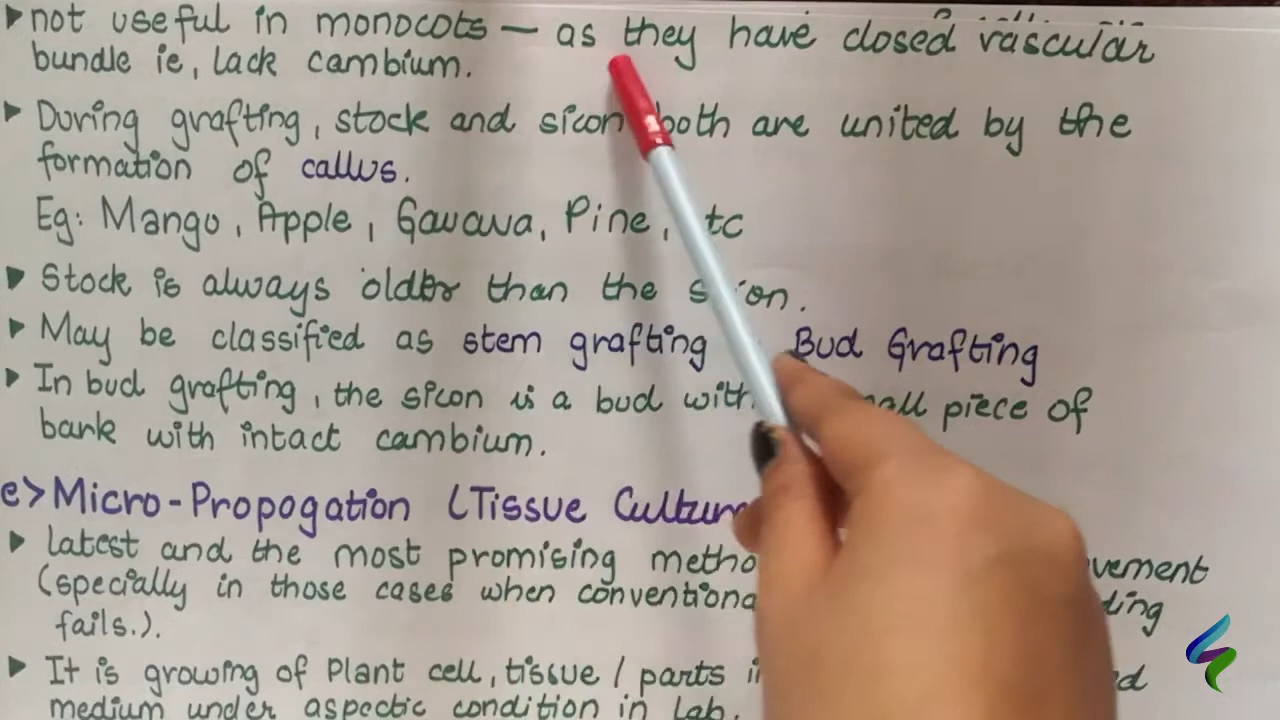 not useful in monocots — as they have closed vascular
bundle ie, lack cambium.
During grafting, stock and sicon both are united by the
formation of callus.
Eg: Mango, Apple, Gavava, Pine, tc
Stock is always older than the
May be classified as stem grafting Bud Grafting
In bud grafting, the sicon is a bud with piece of
bank with intact cambium.
e> Micro-Propogation (Tissue
Latest and the most promising
(specially in those cases when
fails.).
It is growing of Plant cell, tissue / parts
medium under aspectic condition in Lab.